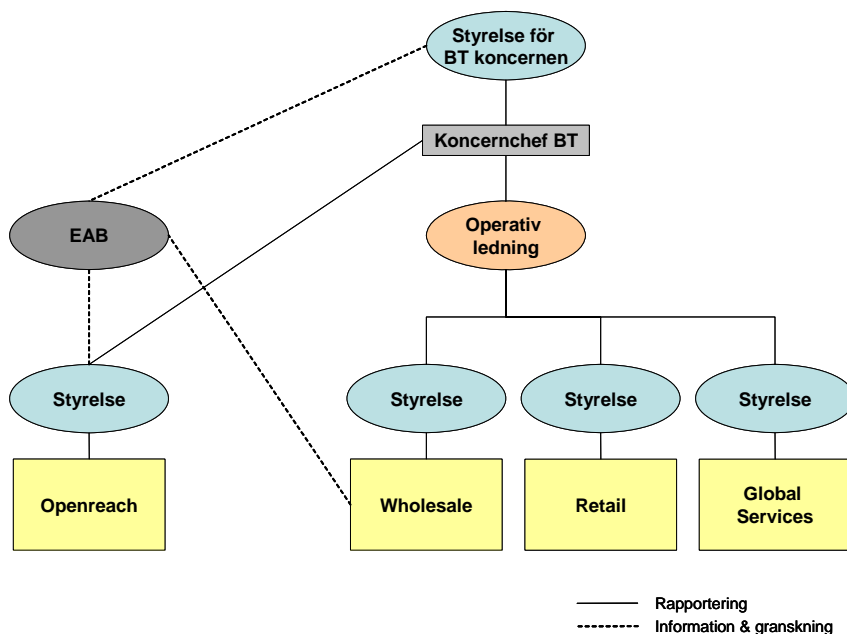 Styrelse för
BT koncernen
Koncernchef BT
EAB
Operativ
ledning
Styrelse
Styrelse
Styrelse
Styrelse
Openreach
Wholesale
Retail
Global
Services
Rapportering
Information & granskning